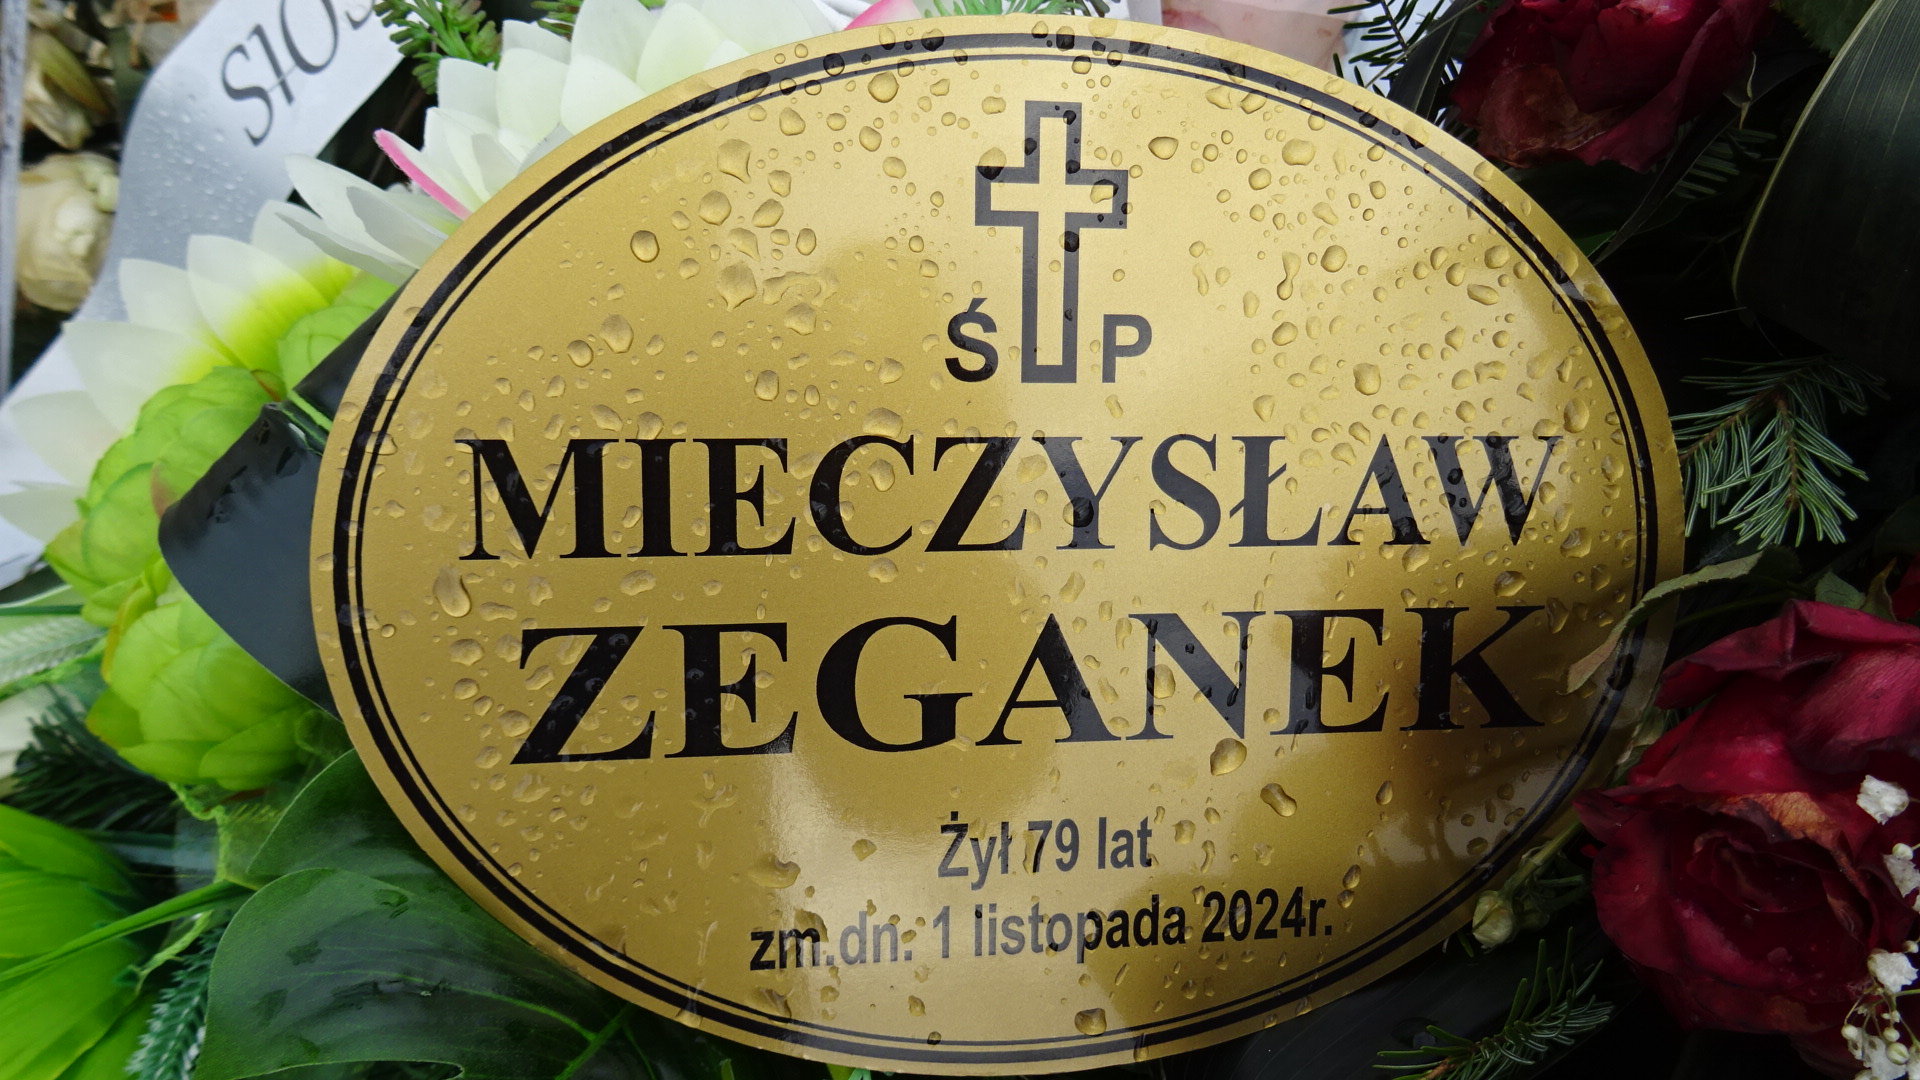 Ś P
MIECZYSŁAW
ZEGANEK
Żył 79 lat
zm.dn. 1 listopada 2024r.